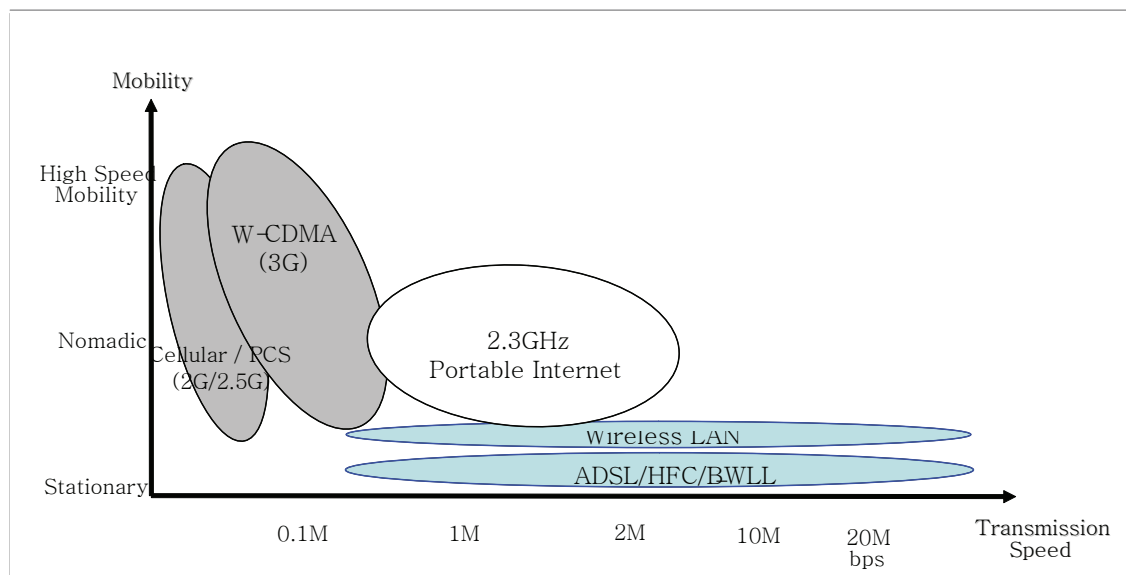 Mobility
High Speed
Mobility
W-CDMA
(3G)
Nomadic
Cellular / PCS
(2G/2.5G)
2.3GHz
Portable Internet
Wireless LAN
ADSL/HFC/B-WLL
Stationary
0.1M
1M
2M
10M
20M
bps
Transmission
Speed